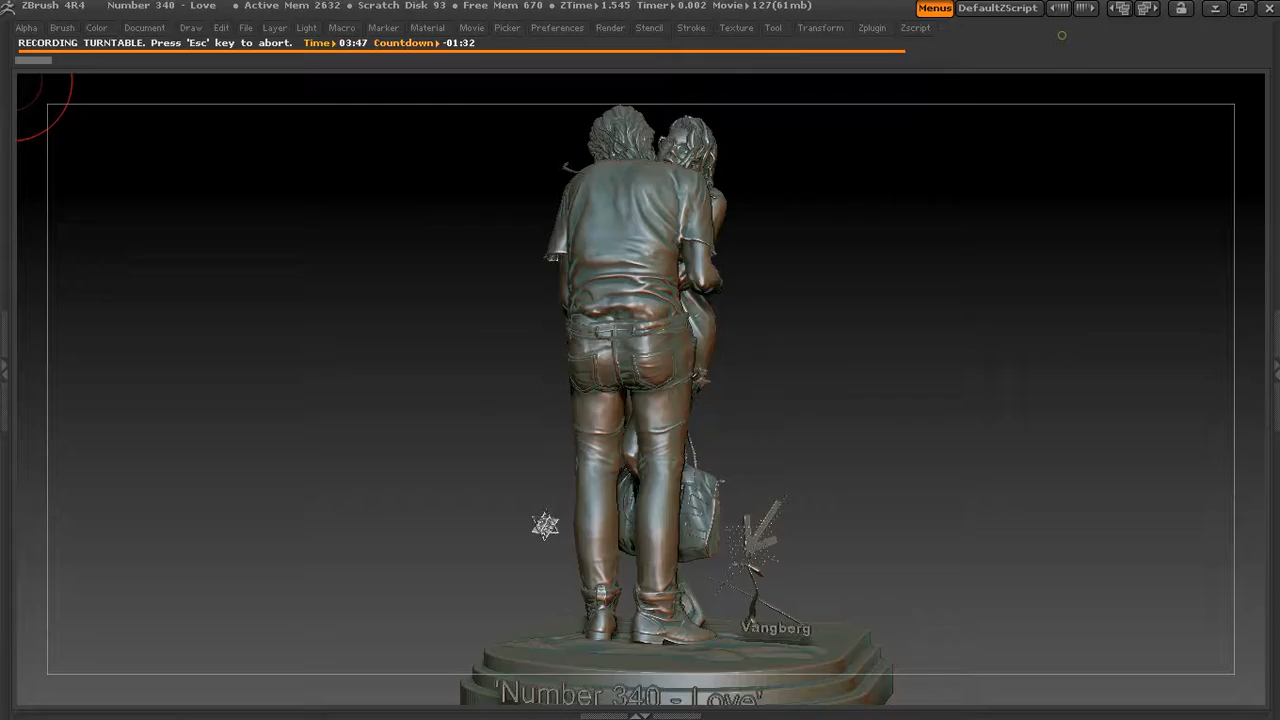 ZBrush 4R4 Number 340 - Love • Active Mem 2632 • Scratch Disk 93 • Free Mem 670 • ZTime▸1.545 Timer▸0.002 Movie▸127(61mb) Menus DefaultZScript
Alpha Brush Color Document Draw Edit File Layer Light Macro Marker Material Movie Picker Preferences Render Stencil Stroke Texture Tool Transform Zplugin Zscript
RECORDING TURNTABLE. Press 'Esc' key to abort. Time▸03:47 Countdown▸-01:32
Vangborg
'Number 340 - Love'